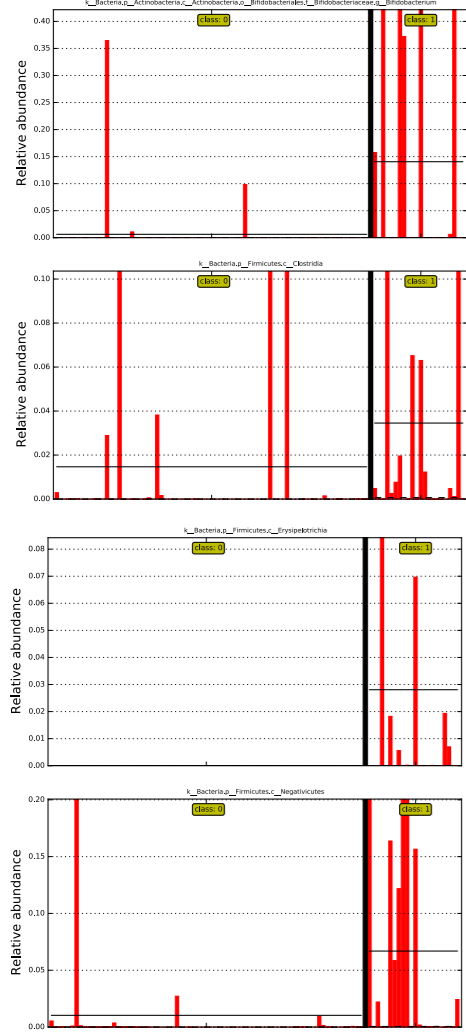 k__Bacteria.p__Actinobacteria.c__Actinobacteria.o__Bifidobacteriales.f__Bifidobacteriaceae.g__Bifidobacterium
class: 0
class: 1
0.40
0.35
0.30
0.25
0.20
0.15
0.10
0.05
0.00
Relative abundance
k__Bacteria.p__Firmicutes.c__Clostridia
class: 0
class: 1
0.10
0.08
0.06
0.04
0.02
0.00
Relative abundance
k__Bacteria.p__Firmicutes.c__Erysipelotrichia
class: 0
class: 1
0.08
0.07
0.06
0.05
0.04
0.03
0.02
0.01
0.00
Relative abundance
k__Bacteria.p__Firmicutes.c__Negativicutes
class: 0
class: 1
0.20
0.15
0.10
0.05
0.00
Relative abundance